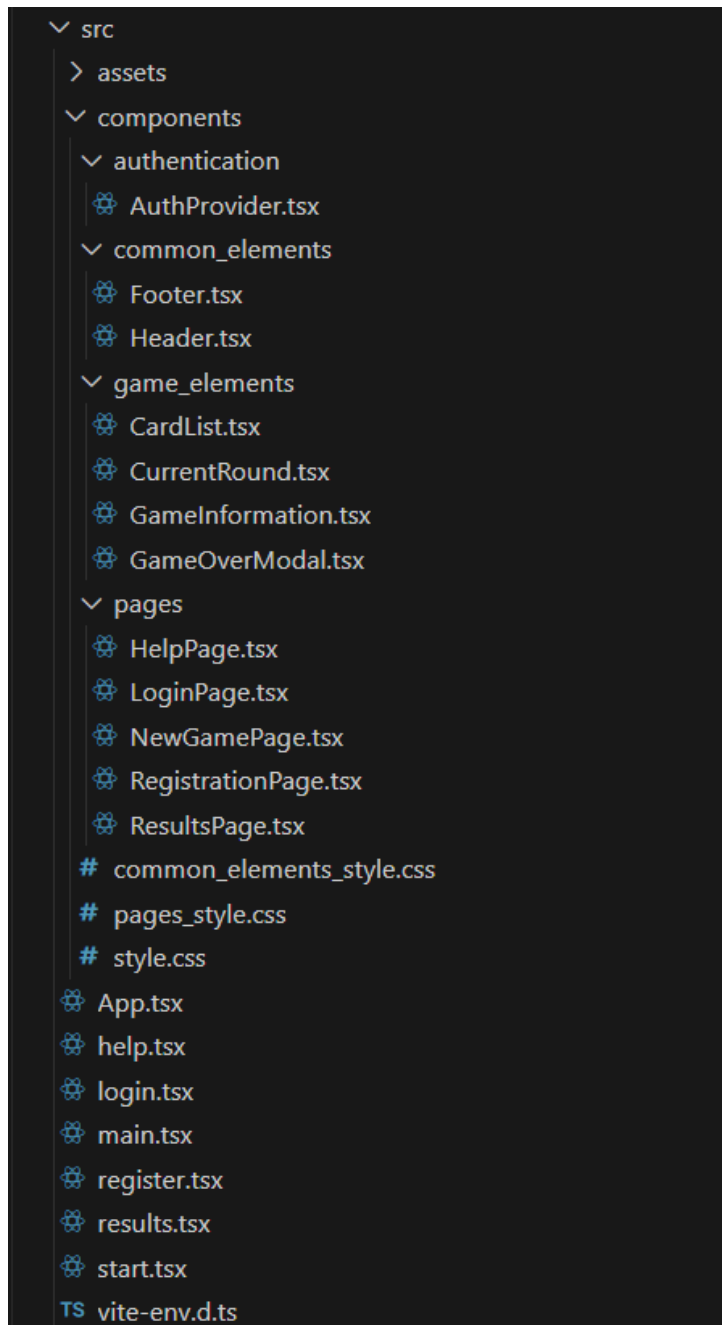 src
assets
components
authentication
AuthProvider.tsx
common_elements
Footer.tsx
Header.tsx
game_elements
CardList.tsx
CurrentRound.tsx
GameInformation.tsx
GameOverModal.tsx
pages
HelpPage.tsx
LoginPage.tsx
NewGamePage.tsx
RegistrationPage.tsx
ResultsPage.tsx
# common_elements_style.css
# pages_style.css
# style.css
App.tsx
help.tsx
login.tsx
main.tsx
register.tsx
results.tsx
start.tsx
TS vite-env.d.ts